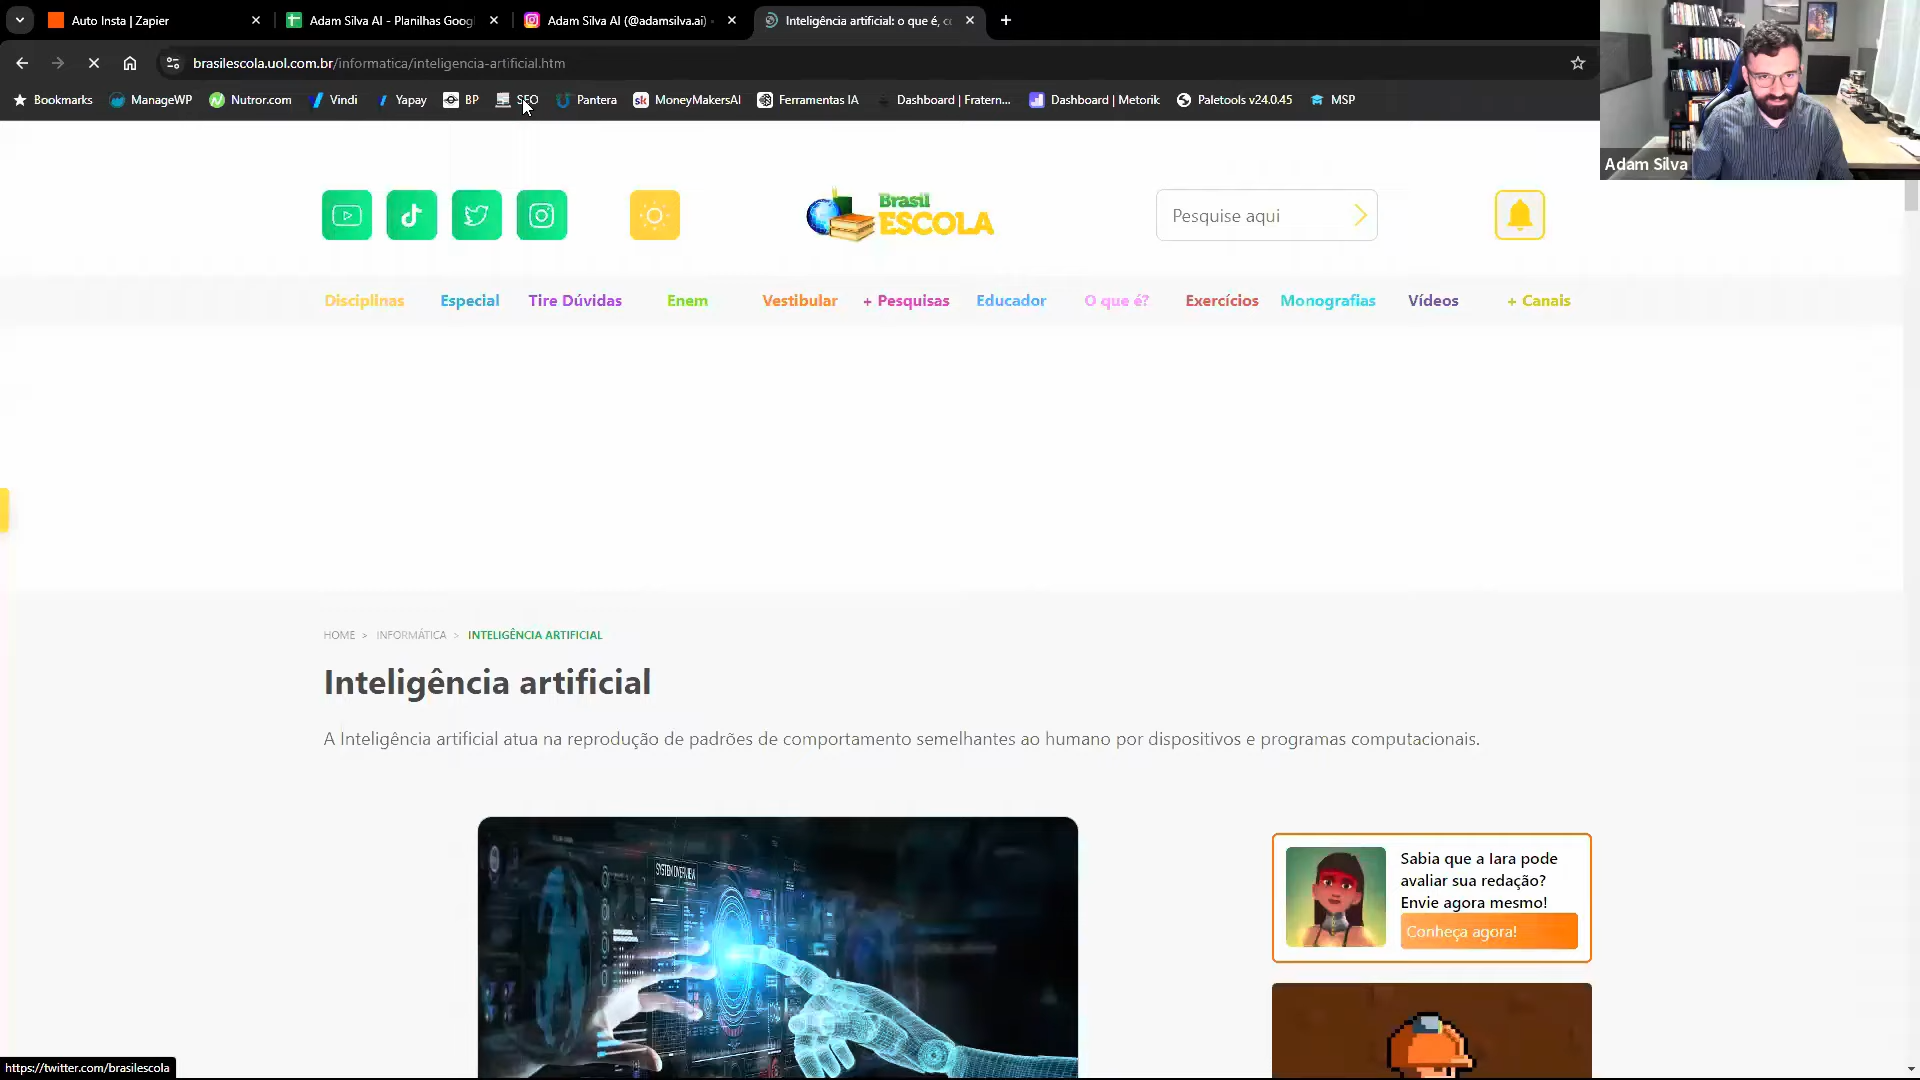 Auto Insta | Zapier
Adam Silva AI - Planilhas Goog
Adam Silva AI (@adamsilva.ai)
Inteligência artificial: o que é, c
brasilescola.uol.com.br/informatica/inteligencia-artificial.htm
Bookmarks
ManageWP
Nutror.com
Vindi
Yapay
BP
SEO
Pantera
MoneyMakersAI
Ferramentas IA
Dashboard | Fratern...
Dashboard | Metorik
Paletools v24.0.45
MSP
Adam Silva
Brasil
ESCOLA
Pesquise aqui
Disciplinas
Especial
Tire Dúvidas
Enem
Vestibular
+ Pesquisas
Educador
O que é?
Exercícios
Monografias
Vídeos
+ Canais
HOME > INFORMÁTICA > INTELIGÊNCIA ARTIFICIAL
Inteligência artificial
A Inteligência artificial atua na reprodução de padrões de comportamento semelhantes ao humano por dispositivos e programas computacionais.
SYSTEM OVERVIEW
Sabia que a Iara pode
avaliar sua redação?
Envie agora mesmo!
Conheça agora!
https://twitter.com/brasilescola